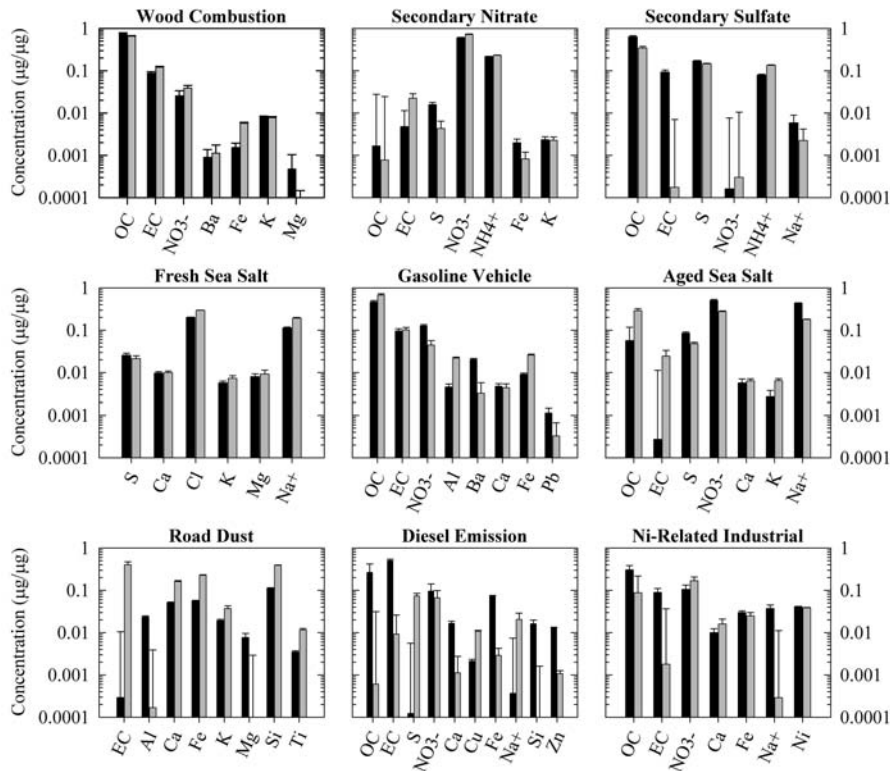 Wood Combustion
Secondary Nitrate
Secondary Sulfate
Concentration (µg/µg)
1
0.1
0.01
0.001
0.0001
1
0.1
0.01
0.001
0.0001
OC EC NO3- Ba Fe K Mg
OC EC S NO3- NH4+ Fe K
OC EC S NO3- NH4+ Na+
Fresh Sea Salt
Gasoline Vehicle
Aged Sea Salt
Concentration (µg/µg)
1
0.1
0.01
0.001
0.0001
1
0.1
0.01
0.001
0.0001
S Ca Cl K Mg Na+
OC EC NO3- Al Ba Ca Fe Pb
OC EC S NO3- Ca K Na+
Road Dust
Diesel Emission
Ni-Related Industrial
Concentration (µg/µg)
1
0.1
0.01
0.001
0.0001
1
0.1
0.01
0.001
0.0001
EC Al Ca Fe K Mg Si Ti
OC EC S NO3- Ca Cu Fe Na+ Si Zn
OC EC NO3- Ca Fe Na+ Ni